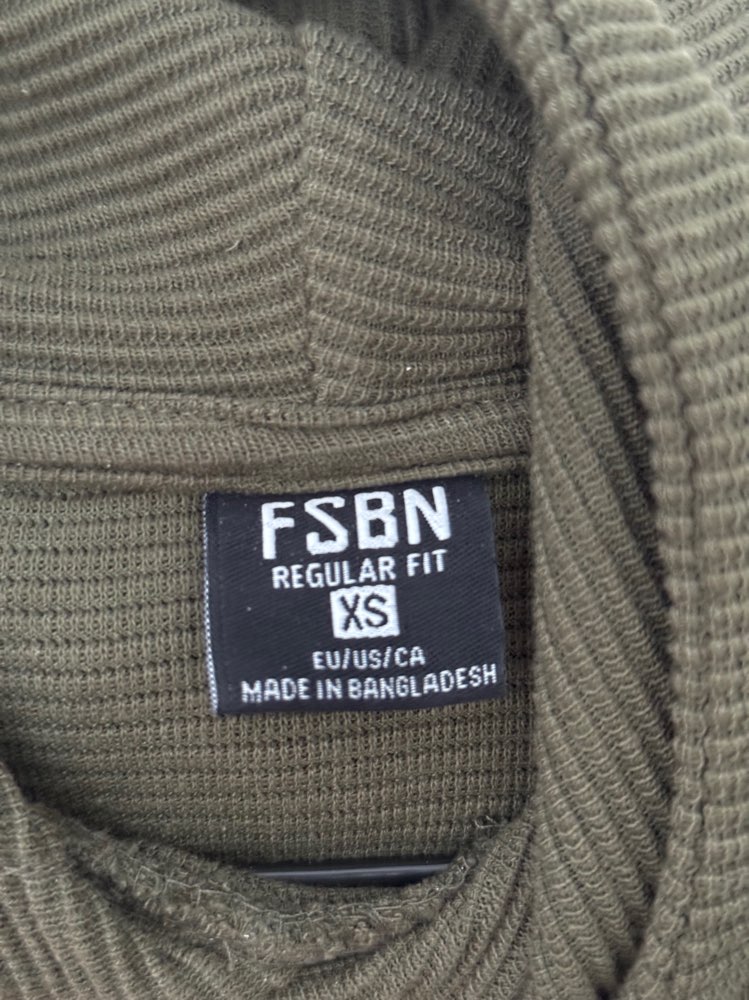 FSBN
REGULAR FIT
XS
EU/US/CA
MADE IN BANGLADESH